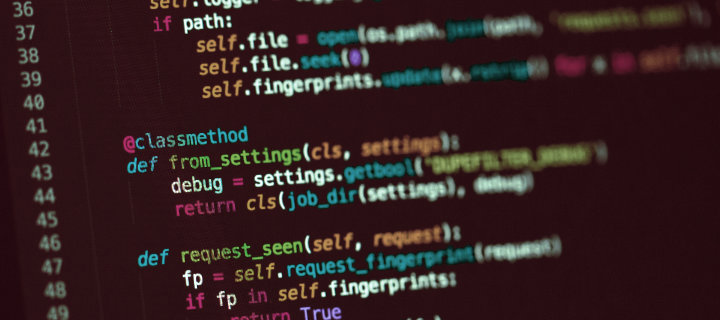 36 self.logger
37 if path:
38 self.file = open(os.path.join(path, 'requests.seen'),
39 self.file.seek(0)
40 self.fingerprints.update(x.rstrip() for x in self.file
41
42 @classmethod
43 def from_settings(cls, settings):
44 debug = settings.getbool('DUPEFILTER_DEBUG')
45 return cls(job_dir(settings), debug)
46
47 def request_seen(self, request):
48 fp = self.request_fingerprint(request)
49 if fp in self.fingerprints:
return True